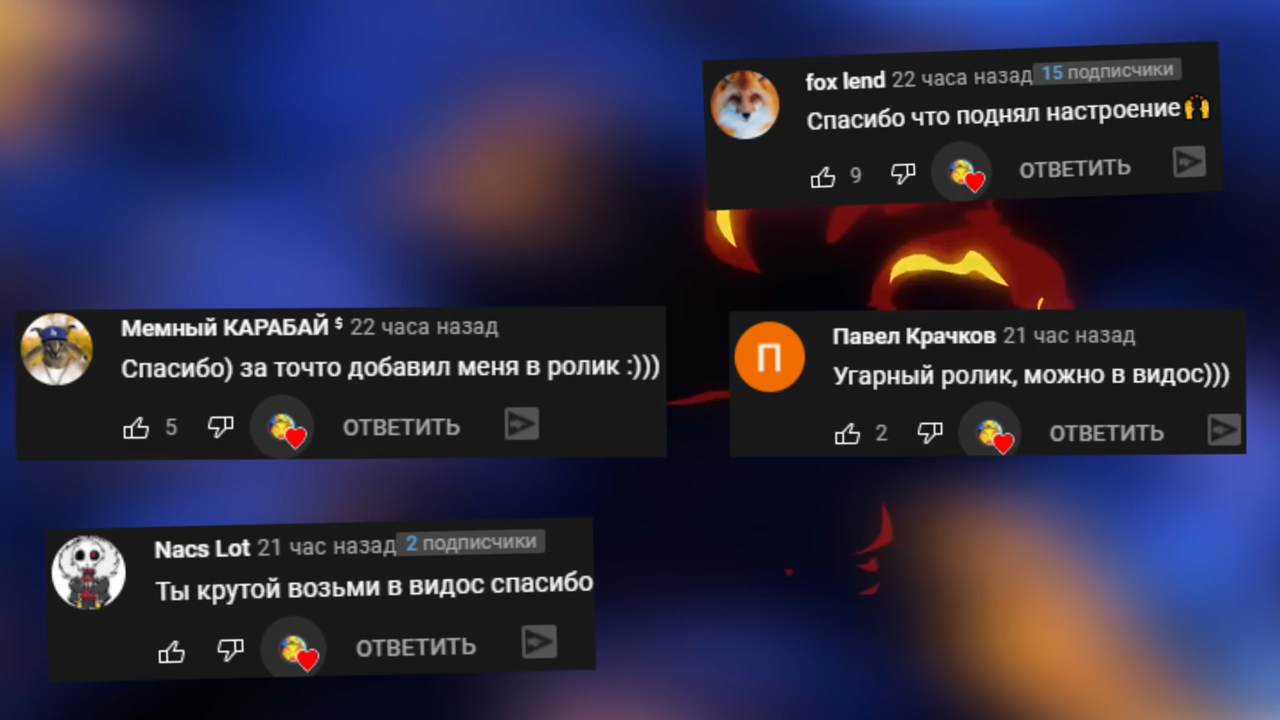 fox lend 22 часа назад 15 подписчики
Спасибо что поднял настроение🙌
9 ОТВЕТИТЬ
Мемный КАРАБАЙ $ 22 часа назад
Спасибо) за точто добавил меня в ролик :)))
5 ОТВЕТИТЬ
П
Павел Крачков 21 час назад
Угарный ролик, можно в видос)))
2 ОТВЕТИТЬ
Nacs Lot 21 час назад 2 подписчики
Ты крутой возьми в видос спасибо
ОТВЕТИТЬ